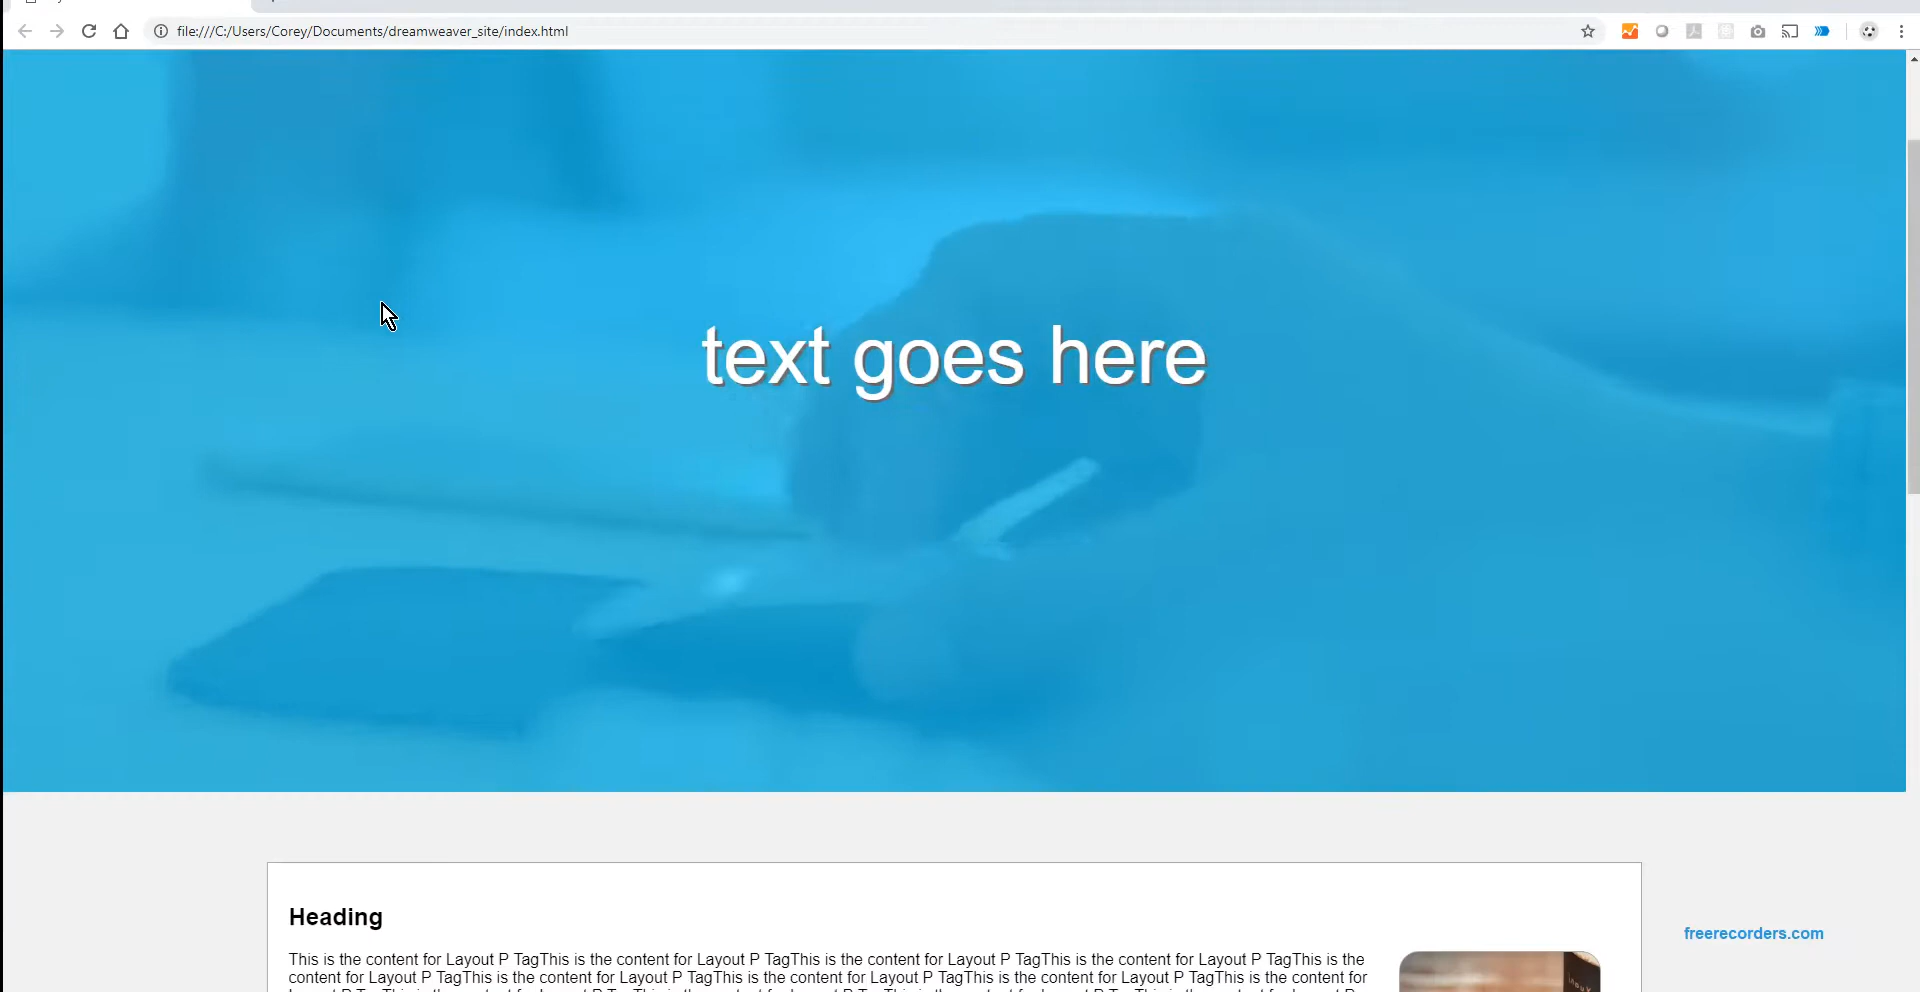 file:///C:/Users/Corey/Documents/dreamweaver_site/index.html
text goes here
Heading
freerecorders.com
This is the content for Layout P TagThis is the content for Layout P TagThis is the content for Layout P TagThis is the content for Layout P TagThis is the
content for Layout P TagThis is the content for Layout P TagThis is the content for Layout P TagThis is the content for Layout P TagThis is the content for